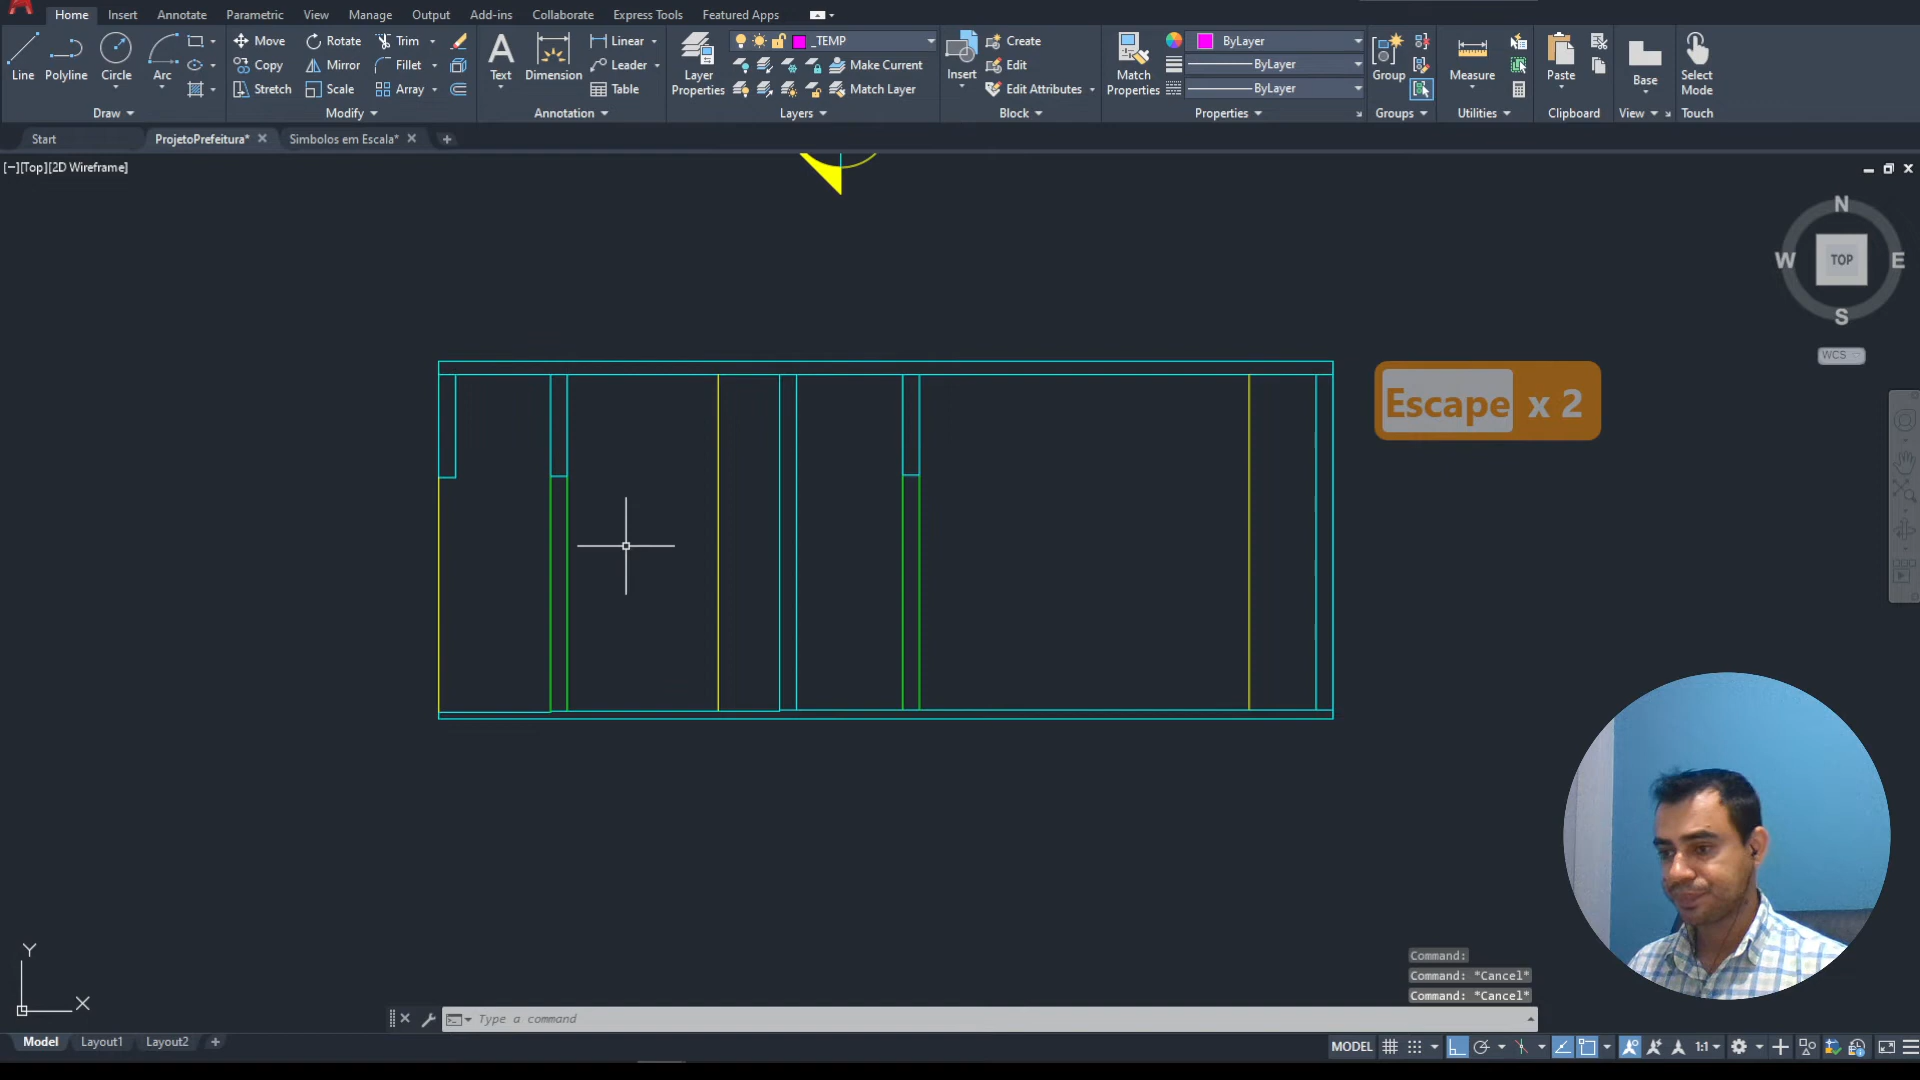 Home Insert Annotate Parametric View Manage Output Add-ins Collaborate Express Tools Featured Apps
Line Polyline Circle Arc
Move Rotate Trim
Copy Mirror Fillet
Stretch Scale Array
Text Dimension
Linear
Leader
Table
Layer Properties
_TEMP
Make Current
Match Layer
Insert
Create
Edit
Edit Attributes
Match Properties
ByLayer
ByLayer
ByLayer
Group
Measure
Paste
Base
Select Mode
Draw Modify Annotation Layers Block Properties Groups Utilities Clipboard View Touch
Start ProjetoPrefeitura* Simbolos em Escala*
[−][Top][2D Wireframe]
N
W TOP E
S
WCS
Escape x 2
Y
X
Command:
Command: *Cancel*
Command: *Cancel*
Type a command
Model Layout1 Layout2
MODEL 1:1